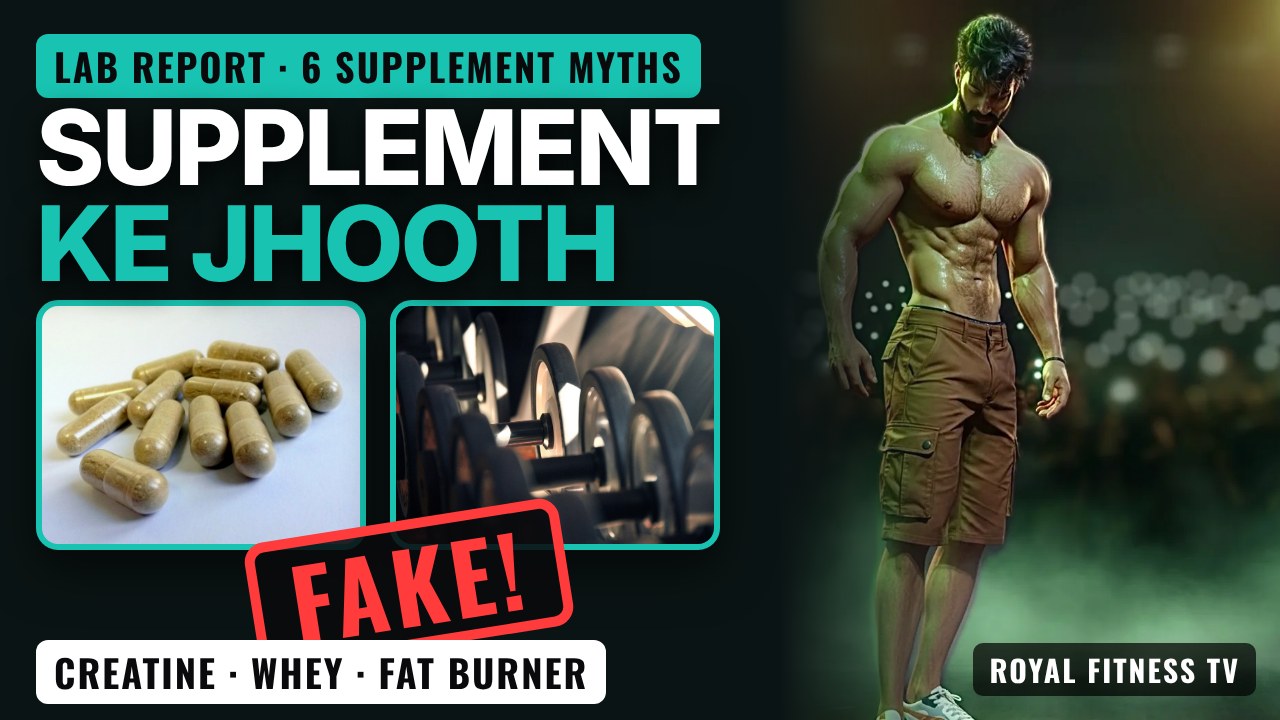 LAB REPORT · 6 SUPPLEMENT MYTHS
SUPPLEMENT
KE JHOOTH
FAKE!
CREATINE · WHEY · FAT BURNER
ROYAL FITNESS TV